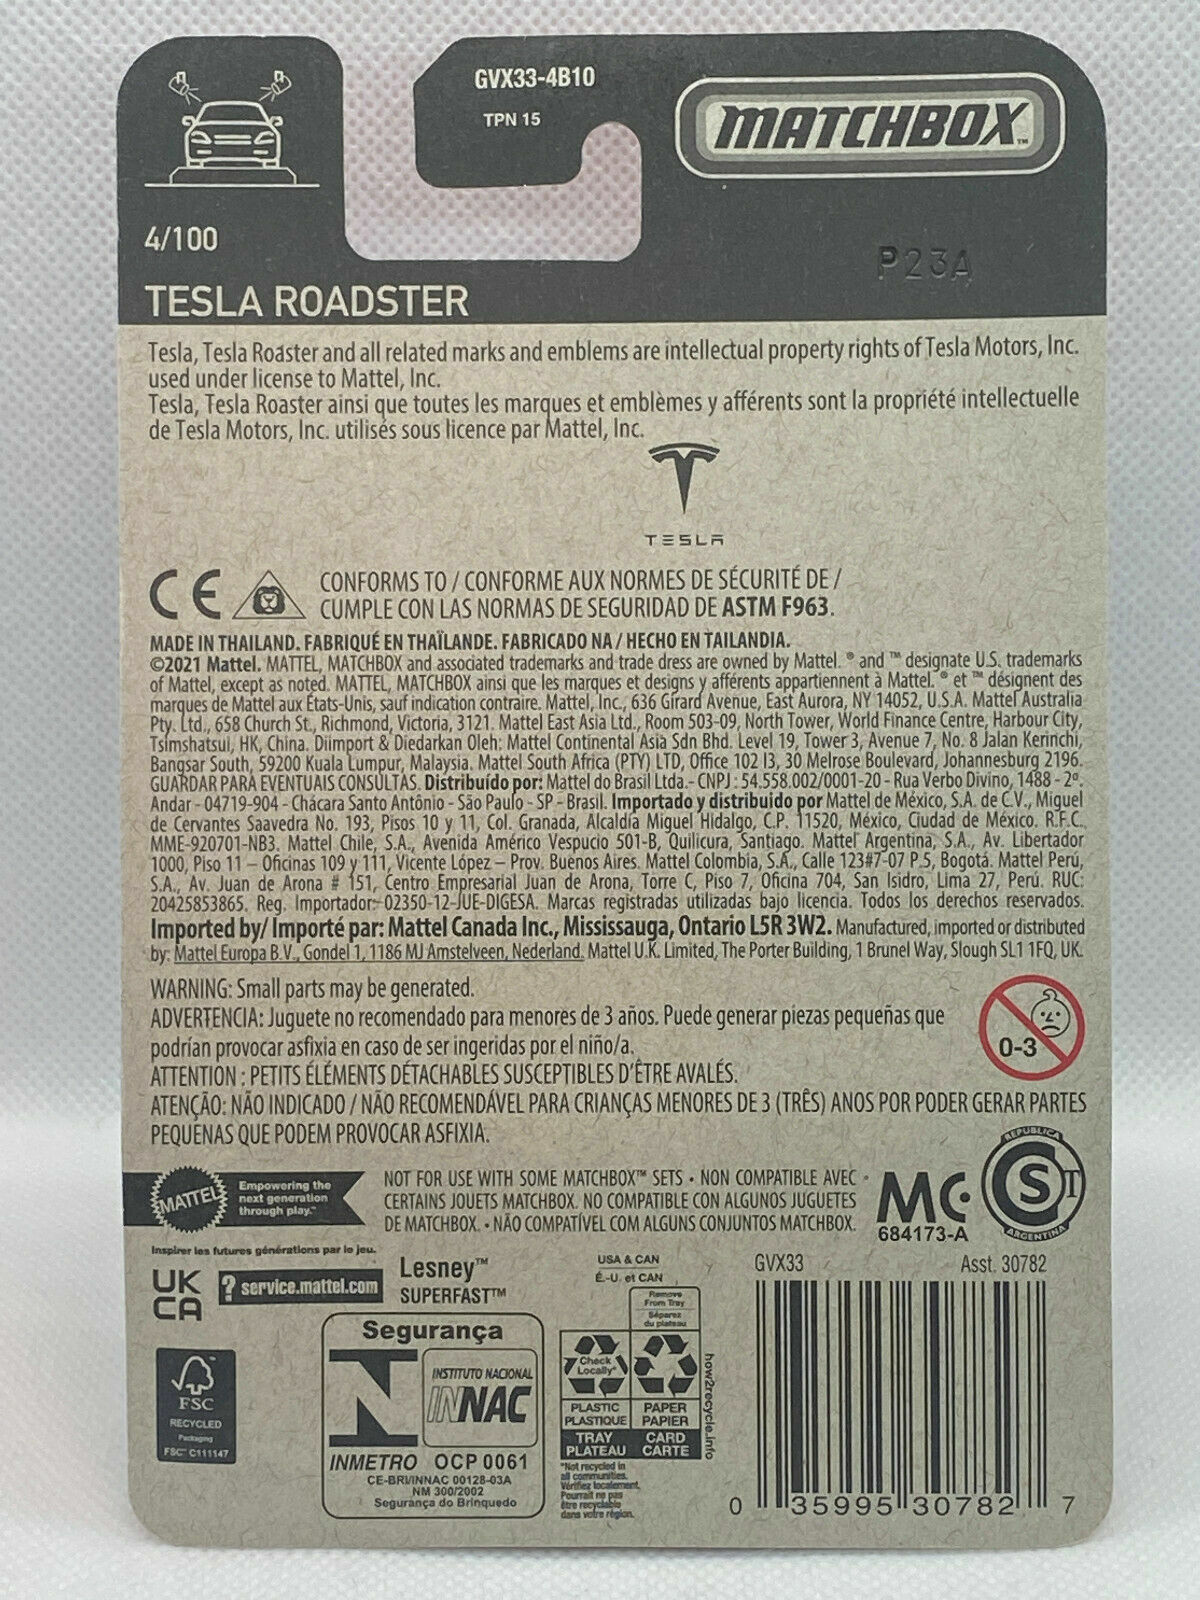 GVX33-4B10
TPN 15
MATCHBOX™
4/100
P23A
TESLA ROADSTER
Tesla, Tesla Roaster and all related marks and emblems are intellectual property rights of Tesla Motors, Inc.
used under license to Mattel, Inc.
Tesla, Tesla Roaster ainsi que toutes les marques et emblèmes y afférents sont la propriété intellectuelle
de Tesla Motors, Inc. utilisés sous licence par Mattel, Inc.
TESLA
CE CONFORMS TO / CONFORME AUX NORMES DE SÉCURITÉ DE /
CUMPLE CON LAS NORMAS DE SEGURIDAD DE ASTM F963.
MADE IN THAILAND. FABRIQUÉ EN THAÏLANDE. FABRICADO NA / HECHO EN TAILANDIA.
©2021 Mattel. MATTEL, MATCHBOX and associated trademarks and trade dress are owned by Mattel. ® and ™ designate U.S. trademarks
of Mattel, except as noted. MATTEL, MATCHBOX ainsi que les marques et designs y afférents appartiennent à Mattel. ® et ™ désignent des
marques de Mattel aux États-Unis, sauf indication contraire. Mattel, Inc., 636 Girard Avenue, East Aurora, NY 14052, U.S.A. Mattel Australia
Pty. Ltd., 658 Church St., Richmond, Victoria, 3121. Mattel East Asia Ltd., Room 503-09, North Tower, World Finance Centre, Harbour City,
Tsimshatsui, HK, China. Diimport & Diedarkan Oleh: Mattel Continental Asia Sdn Bhd. Level 19, Tower 3, Avenue 7, No. 8 Jalan Kerinchi,
Bangsar South, 59200 Kuala Lumpur, Malaysia. Mattel South Africa (PTY) LTD, Office 102 I3, 30 Melrose Boulevard, Johannesburg 2196.
GUARDAR PARA EVENTUAIS CONSULTAS. Distribuído por: Mattel do Brasil Ltda.- CNPJ : 54.558.002/0001-20 - Rua Verbo Divino, 1488 - 2º.
Andar - 04719-904 - Chácara Santo Antônio - São Paulo - SP - Brasil. Importado y distribuido por Mattel de México, S.A. de C.V., Miguel
de Cervantes Saavedra No. 193, Pisos 10 y 11, Col. Granada, Alcaldía Miguel Hidalgo, C.P. 11520, México, Ciudad de México. R.F.C.
MME-920701-NB3. Mattel Chile, S.A., Avenida Américo Vespucio 501-B, Quilicura, Santiago. Mattel Argentina, S.A., Av. Libertador
1000, Piso 11 – Oficinas 109 y 111, Vicente López – Prov. Buenos Aires. Mattel Colombia, S.A., Calle 123#7-07 P.5, Bogotá. Mattel Perú,
S.A., Av. Juan de Arona # 151, Centro Empresarial Juan de Arona, Torre C, Piso 7, Oficina 704, San Isidro, Lima 27, Perú. RUC:
20425853865. Reg. Importador: 02350-12-JUE-DIGESA. Marcas registradas utilizadas bajo licencia. Todos los derechos reservados.
Imported by/ Importé par: Mattel Canada Inc., Mississauga, Ontario L5R 3W2. Manufactured, imported or distributed
by: Mattel Europa B.V., Gondel 1, 1186 MJ Amstelveen, Nederland. Mattel U.K. Limited, The Porter Building, 1 Brunel Way, Slough SL1 1FQ, UK.
WARNING: Small parts may be generated.
ADVERTENCIA: Juguete no recomendado para menores de 3 años. Puede generar piezas pequeñas que
podrían provocar asfixia en caso de ser ingeridas por el niño/a.
0-3
ATTENTION : PETITS ÉLÉMENTS DÉTACHABLES SUSCEPTIBLES D'ÊTRE AVALÉS.
ATENÇÃO: NÃO INDICADO / NÃO RECOMENDÁVEL PARA CRIANÇAS MENORES DE 3 (TRÊS) ANOS POR PODER GERAR PARTES
PEQUENAS QUE PODEM PROVOCAR ASFIXIA.
MATTEL
Empowering the
next generation
through play.™
Inspirer les futures générations par le jeu.
NOT FOR USE WITH SOME MATCHBOX™ SETS • NON COMPATIBLE AVEC •
CERTAINS JOUETS MATCHBOX. NO COMPATIBLE CON ALGUNOS JUGUETES
DE MATCHBOX. • NÃO COMPATÍVEL COM ALGUNS CONJUNTOS MATCHBOX.
MC
684173-A
REPUBLICA
S T
ARGENTINA
UK
CA
? service.mattel.com
Lesney™
SUPERFAST™
FSC
RECYCLED
Packaging
FSC™ C111147
Segurança
INSTITUTO NACIONAL
INNAC
INMETRO OCP 0061
CE-BRI/INNAC 00128-03A
NM 300/2002
Segurança do Brinquedo
USA & CAN
É.-U. et CAN
Remove
From Tray
Séparez
du plateau
Check
Locally*
PLASTIC
PLASTIQUE
PAPER
PAPIER
TRAY
PLATEAU
CARD
CARTE
how2recycle.info
*Not recycled in
all communities.
Vérifiez localement.
Pourrait ne pas
être recyclable
dans votre région.
GVX33 Asst. 30782
0 35995 30782 7